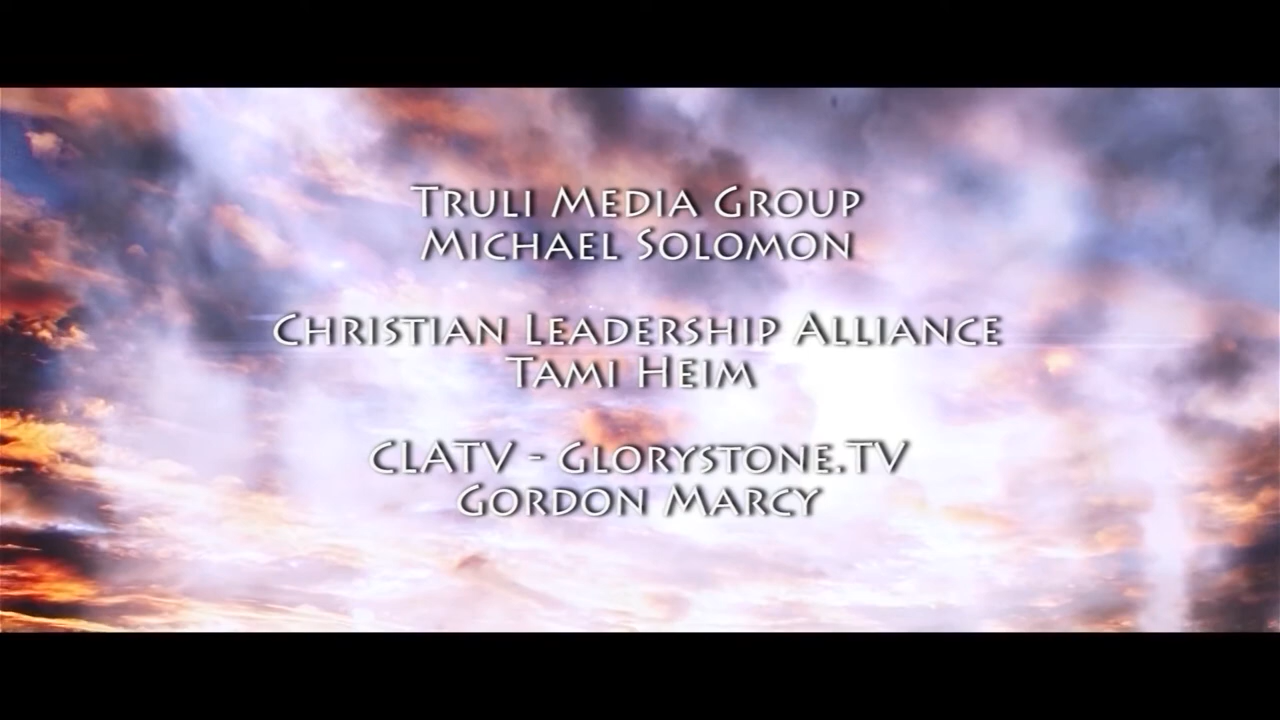 Truli Media Group
Michael Solomon
Christian Leadership Alliance
Tami Heim
CLATV - Glorystone.TV
Gordon Marcy